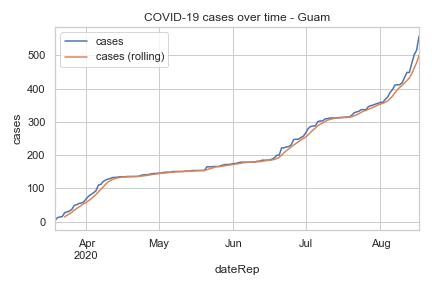 COVID-19 cases over time - Guam
cases
cases (rolling)
500
400
300
200
100
0
cases
Apr
2020
May
Jun
Jul
Aug
dateRep